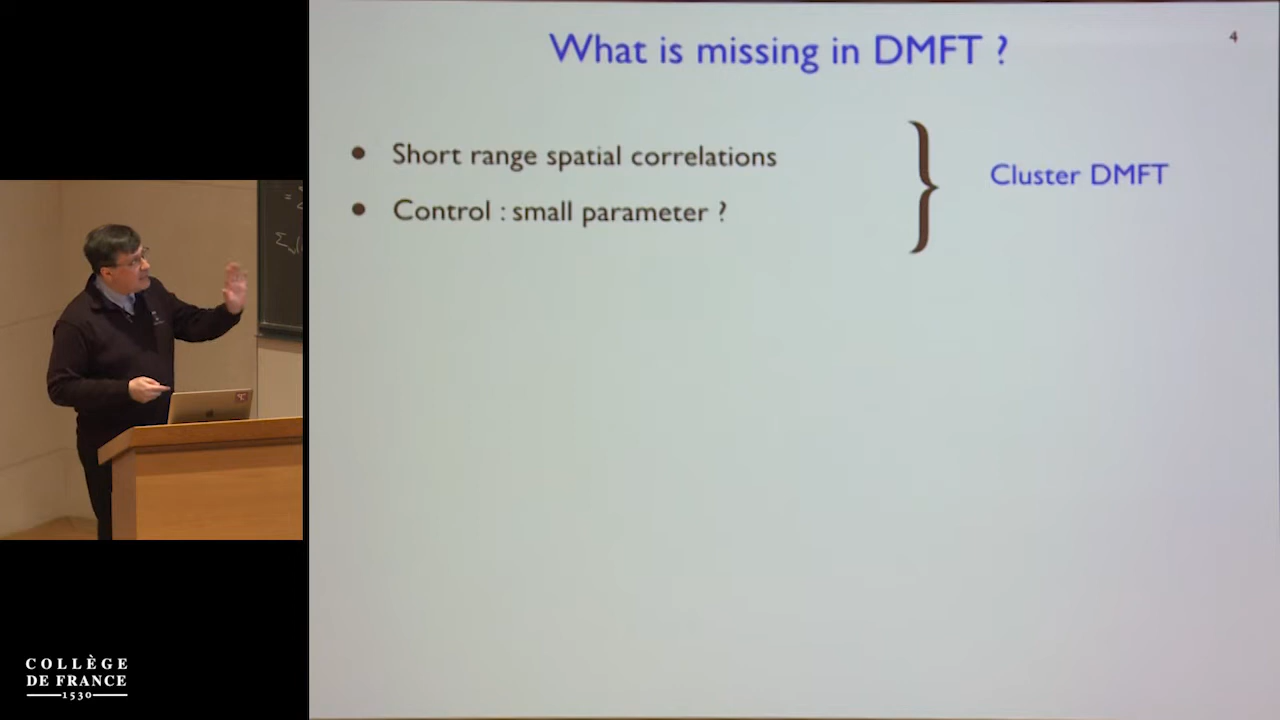 4
What is missing in DMFT ?
• Short range spatial correlations
• Control : small parameter ?
} Cluster DMFT
COLLÈGE
DE FRANCE
1530